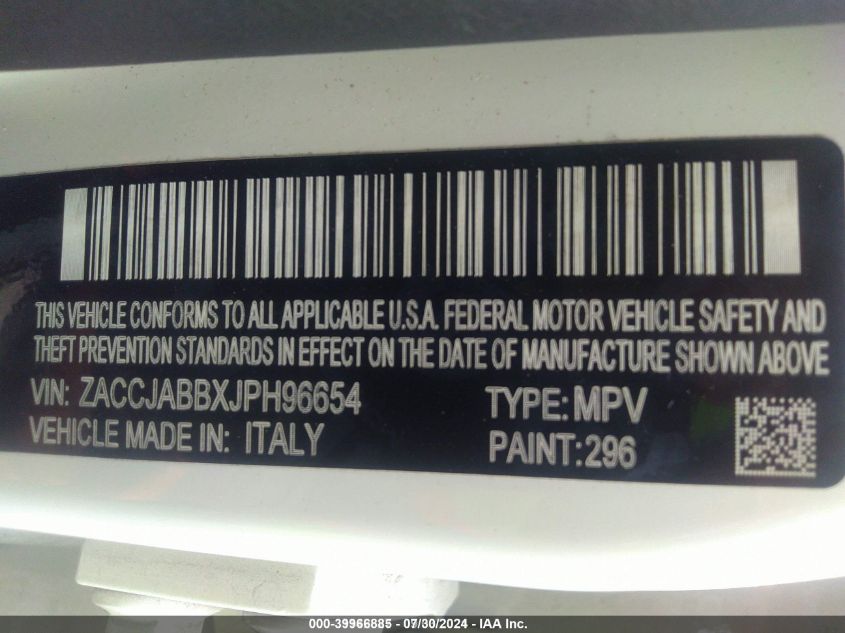 THIS VEHICLE CONFORMS TO ALL APPLICABLE U.S.A. FEDERAL MOTOR VEHICLE SAFETY AND
THEFT PREVENTION STANDARDS IN EFFECT ON THE DATE OF MANUFACTURE SHOWN ABOVE
VIN: ZACCJABBXJPH96654 TYPE: MPV
VEHICLE MADE IN: ITALY PAINT:296
000-39966885 - 07/30/2024 - IAA Inc.